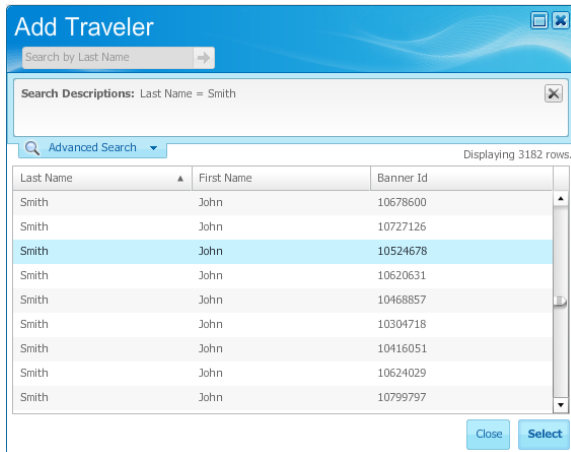 Add Traveler
Search by Last Name
Search Descriptions: Last Name = Smith
Advanced Search
Displaying 3182 rows.
Last Name First Name Banner Id
Smith John 10678600
Smith John 10727126
Smith John 10524678
Smith John 10620631
Smith John 10468857
Smith John 10304718
Smith John 10416051
Smith John 10624029
Smith John 10799797
Close Select